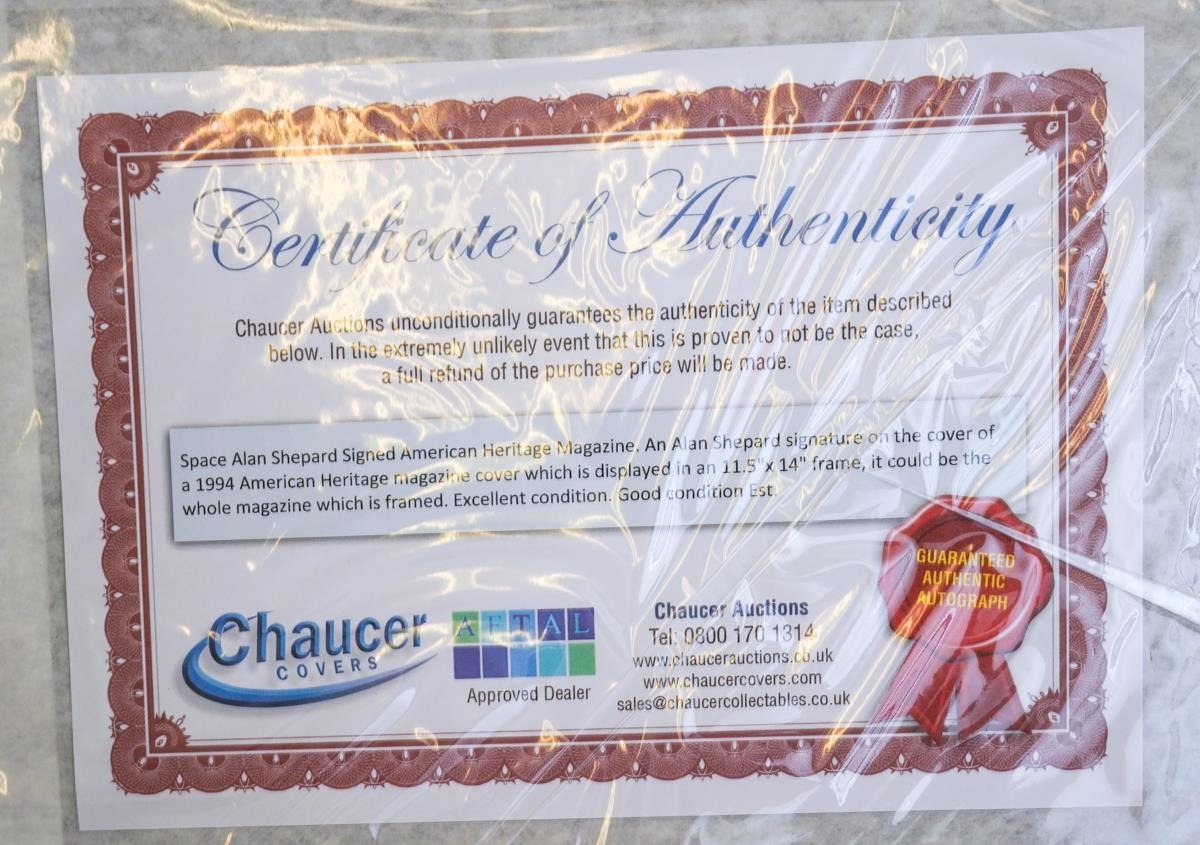 Certificate of Authenticity
Chaucer Auctions unconditionally guarantees the authenticity of the item described
below. In the extremely unlikely event that this is proven to not be the case,
a full refund of the purchase price will be made.
Space Alan Shepard Signed American Heritage Magazine. An Alan Shepard signature on the cover of
a 1994 American Heritage magazine cover which is displayed in an 11.5"x 14" frame, it could be the
whole magazine which is framed. Excellent condition. Good condition Est.
Chaucer
COVERS
AFTAL
Approved Dealer
Chaucer Auctions
Tel: 0800 170 1314
www.chaucerauctions.co.uk
www.chaucercovers.com
sales@chaucercollectables.co.uk
GUARANTEED
AUTHENTIC
AUTOGRAPH